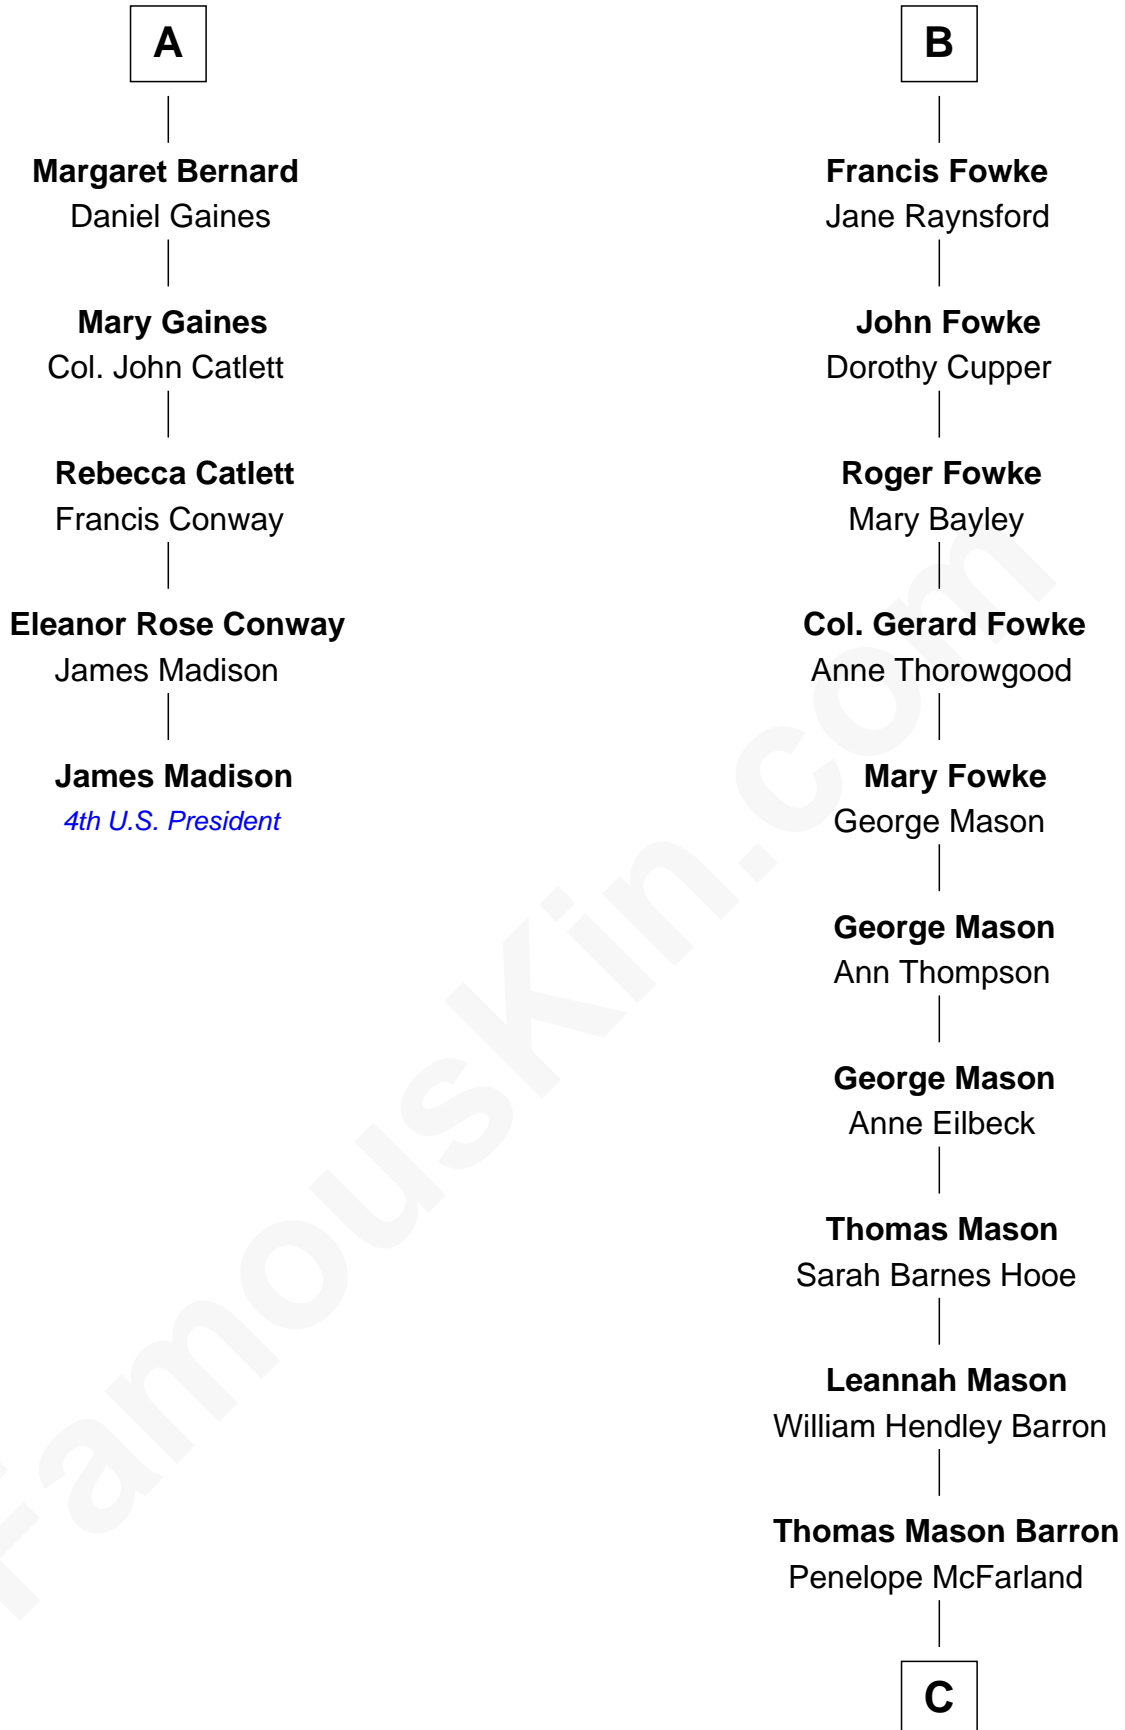 A
Margaret Bernard
Daniel Gaines
Mary Gaines
Col. John Catlett
Rebecca Catlett
Francis Conway
Eleanor Rose Conway
James Madison
James Madison
4th U.S. President
B
Francis Fowke
Jane Raynsford
John Fowke
Dorothy Cupper
Roger Fowke
Mary Bayley
Col. Gerard Fowke
Anne Thorowgood
Mary Fowke
George Mason
George Mason
Ann Thompson
George Mason
Anne Eilbeck
Thomas Mason
Sarah Barnes Hooe
Leannah Mason
William Hendley Barron
Thomas Mason Barron
Penelope McFarland
C
FamousKin.com